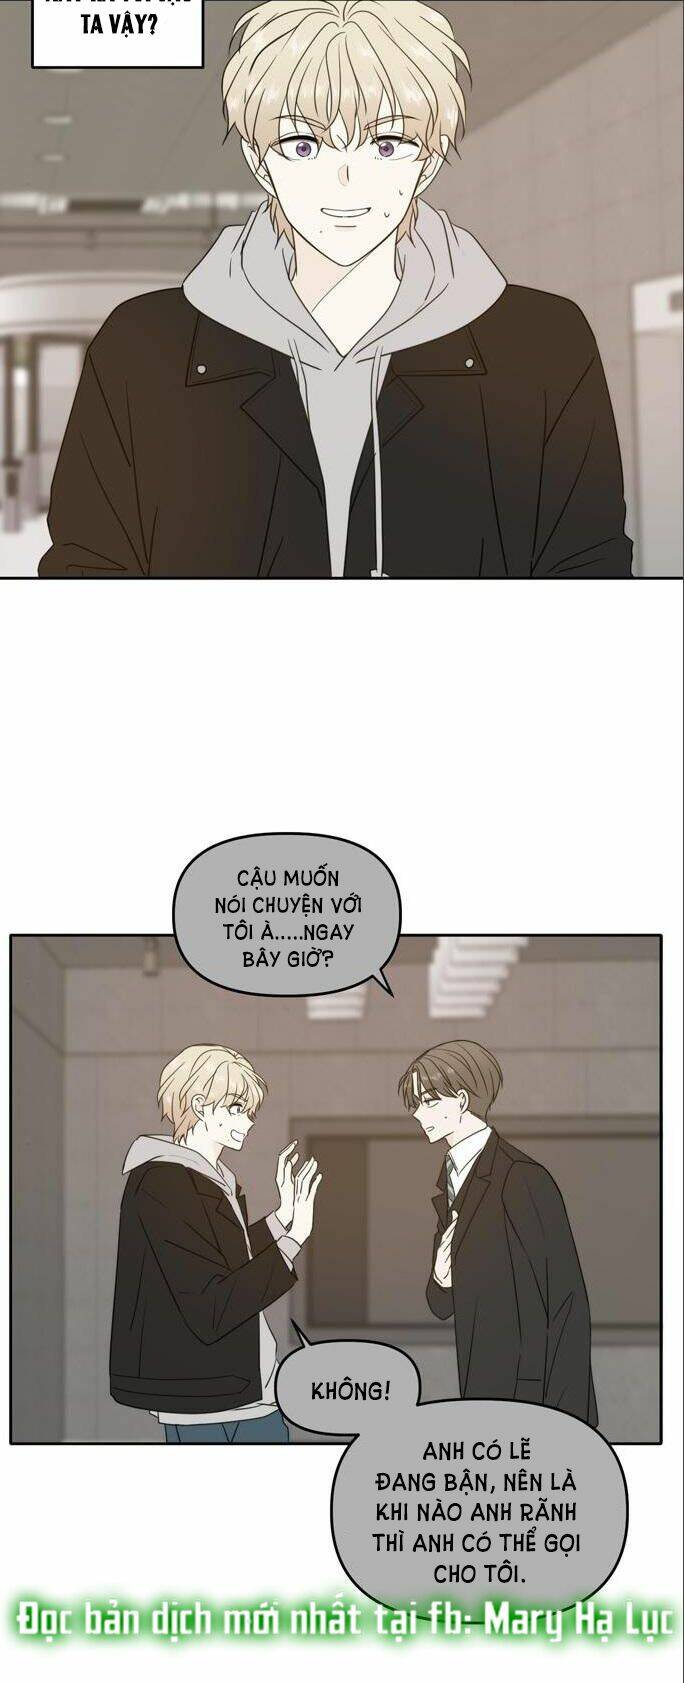 TA VẬY?
CẬU MUỐN
NÓI CHUYỆN VỚI
TÔI À.....NGAY
BÂY GIỜ?
KHÔNG!
ANH CÓ LẼ
ĐANG BẬN, NÊN LÀ
KHI NÀO ANH RÃNH
THÌ ANH CÓ THỂ GỌI
CHO TÔI.
Đọc bản dịch mới nhất tại fb: Mary Hạ Lục